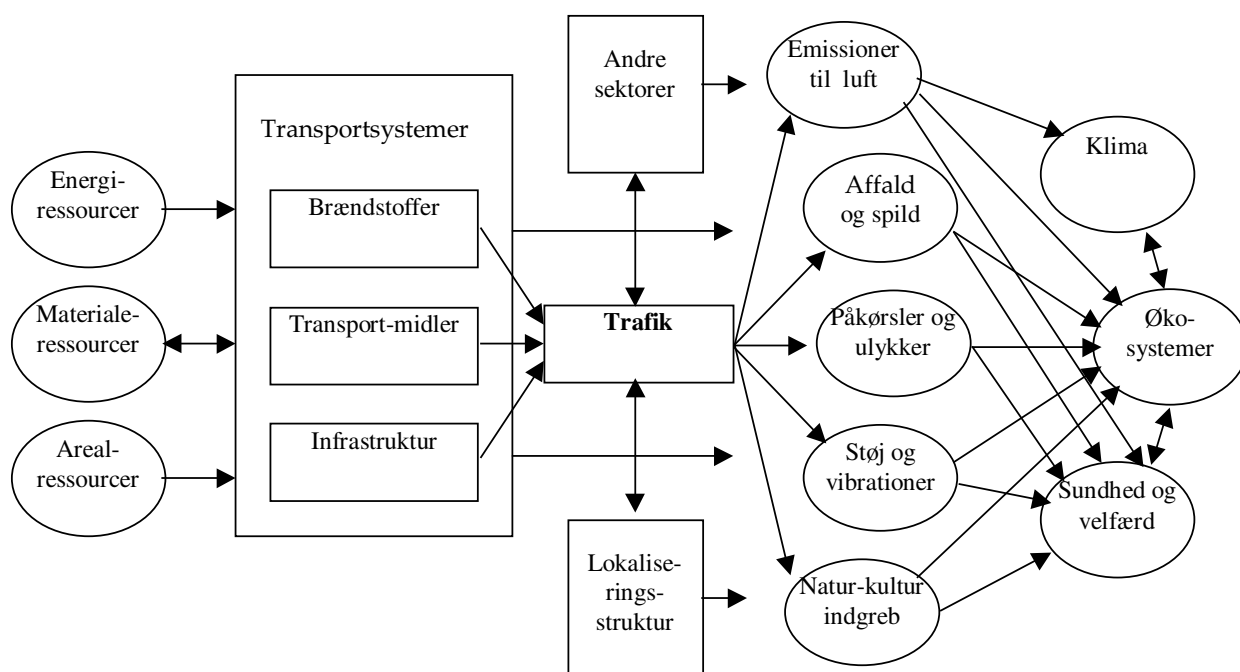 Energi-
ressourcer
Materiale-
ressourcer
Areal-
ressourcer
Transportsystemer
Brændstoffer
Transport-midler
Infrastruktur
Andre
sektorer
Trafik
Lokalise-
rings-
struktur
Emissioner
til luft
Affald
og spild
Påkørsler og
ulykker
Støj og
vibrationer
Natur-kultur
indgreb
Klima
Øko-
systemer
Sundhed og
velfærd